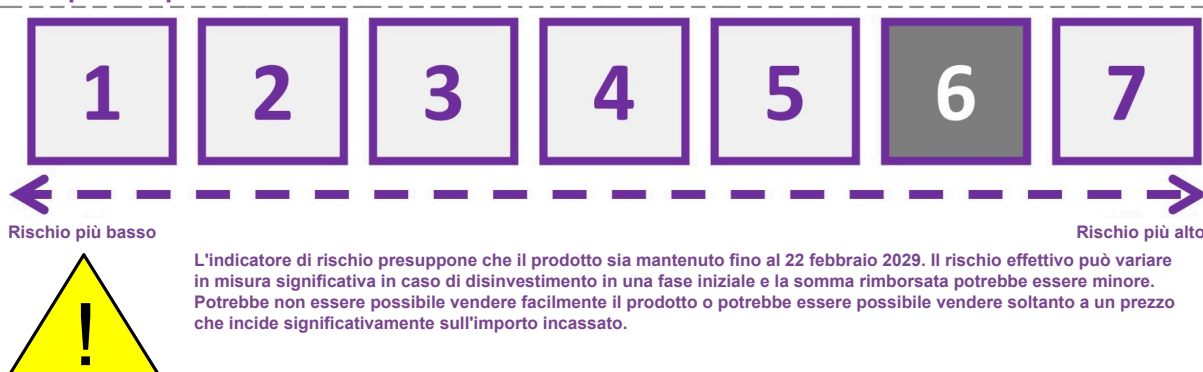 1 2 3 4 5 6 7
Rischio più basso Rischio più alto
L'indicatore di rischio presuppone che il prodotto sia mantenuto fino al 22 febbraio 2029. Il rischio effettivo può variare
in misura significativa in caso di disinvestimento in una fase iniziale e la somma rimborsata potrebbe essere minore.
Potrebbe non essere possibile vendere facilmente il prodotto o potrebbe essere possibile vendere soltanto a un prezzo
che incide significativamente sull'importo incassato.
!